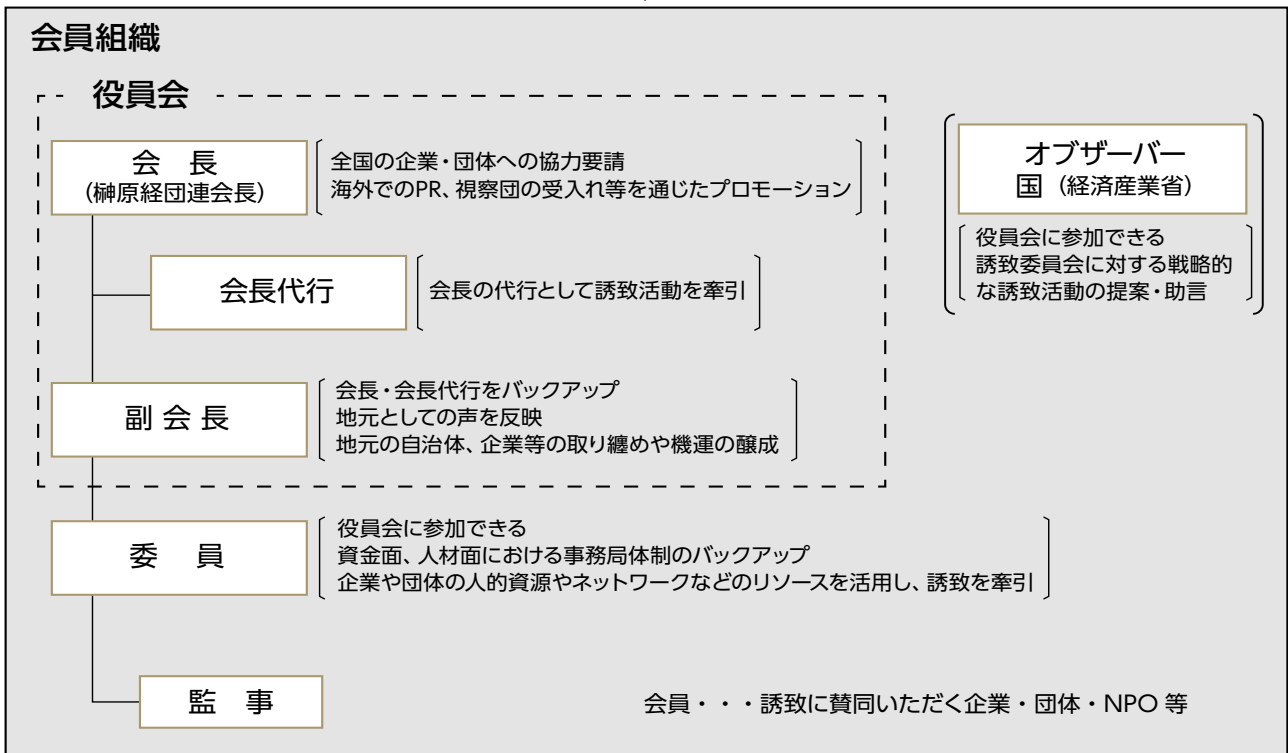 会員組織
役員会
会　長
(榊原経団連会長)
全国の企業・団体への協力要請
海外でのPR、視察団の受入れ等を通じたプロモーション
会長代行
会長の代行として誘致活動を牽引
副 会 長
会長・会長代行をバックアップ
地元としての声を反映
地元の自治体、企業等の取り纏めや機運の醸成
オブザーバー
国（経済産業省）
役員会に参加できる
誘致委員会に対する戦略的
な誘致活動の提案・助言
委　員
役員会に参加できる
資金面、人材面における事務局体制のバックアップ
企業や団体の人的資源やネットワークなどのリソースを活用し、誘致を牽引
監　事
会員・・・誘致に賛同いただく企業・団体・NPO 等